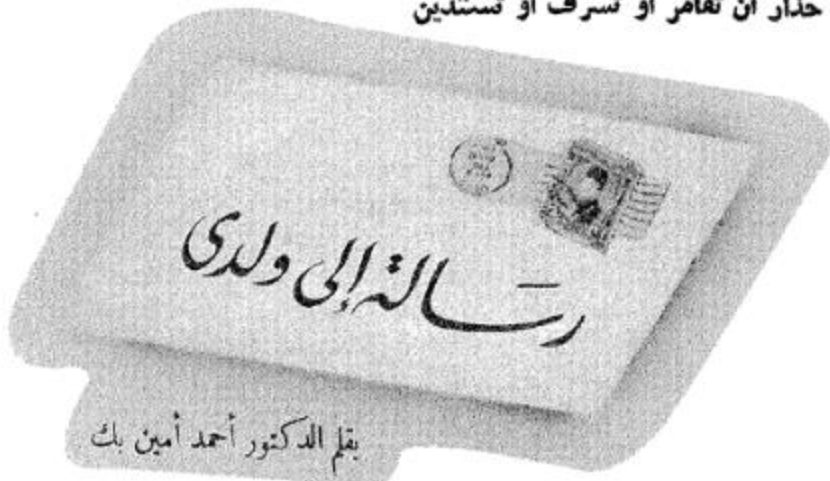 حذار أن تقامر أو تسرف أو تستدين
رسالة إلى ولدى
بقلم الدكتور أحمد أمين بك